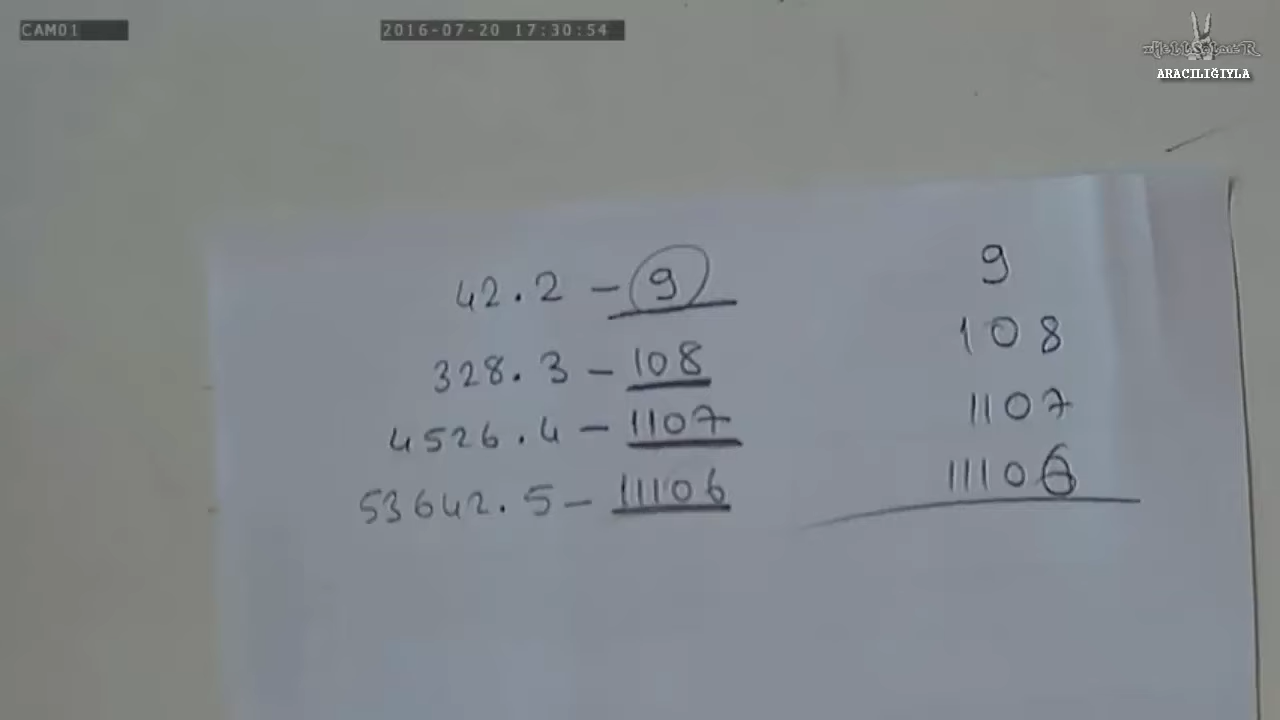 CAM01
2016-07-20 17:30:54
HELLSOLDIER
ARACILIĞIYLA
42.2 – 9
328.3 – 108
4526.4 – 1107
53642.5 – 11106
9
108
1107
11106